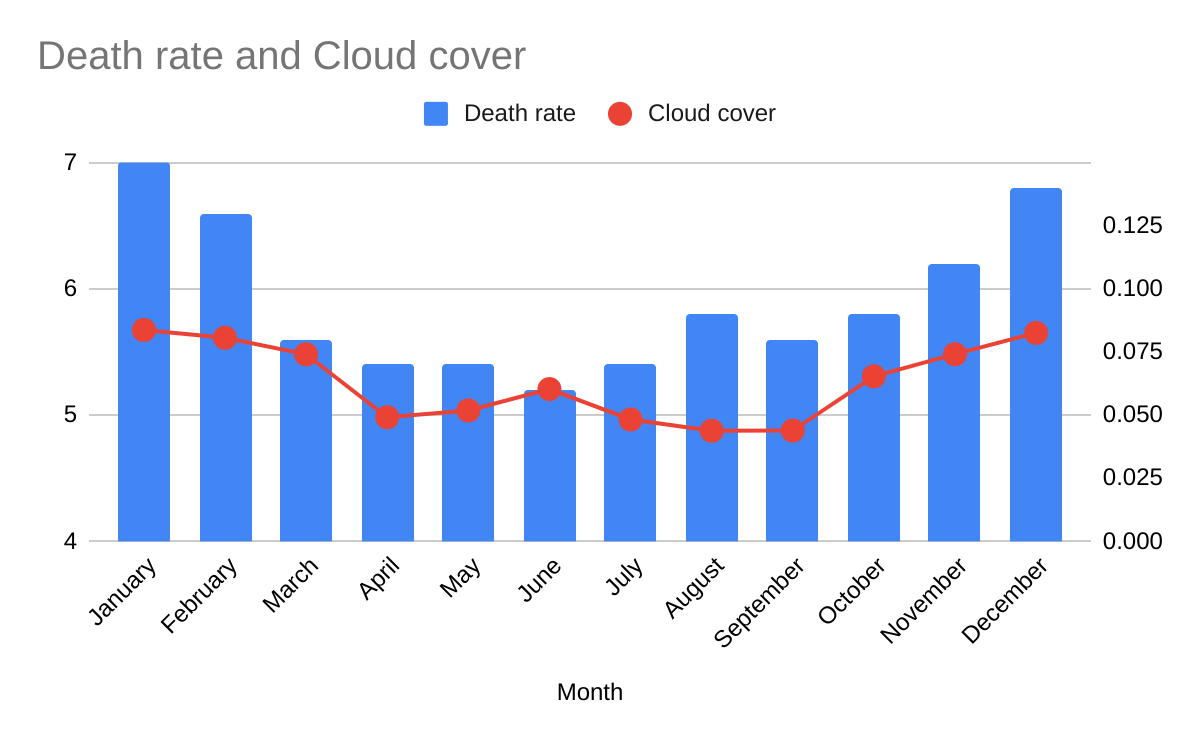 Death rate and Cloud cover
Death rate Cloud cover
7
6
5
4
0.125
0.100
0.075
0.050
0.025
0.000
January February March April May June July August September October November December
Month